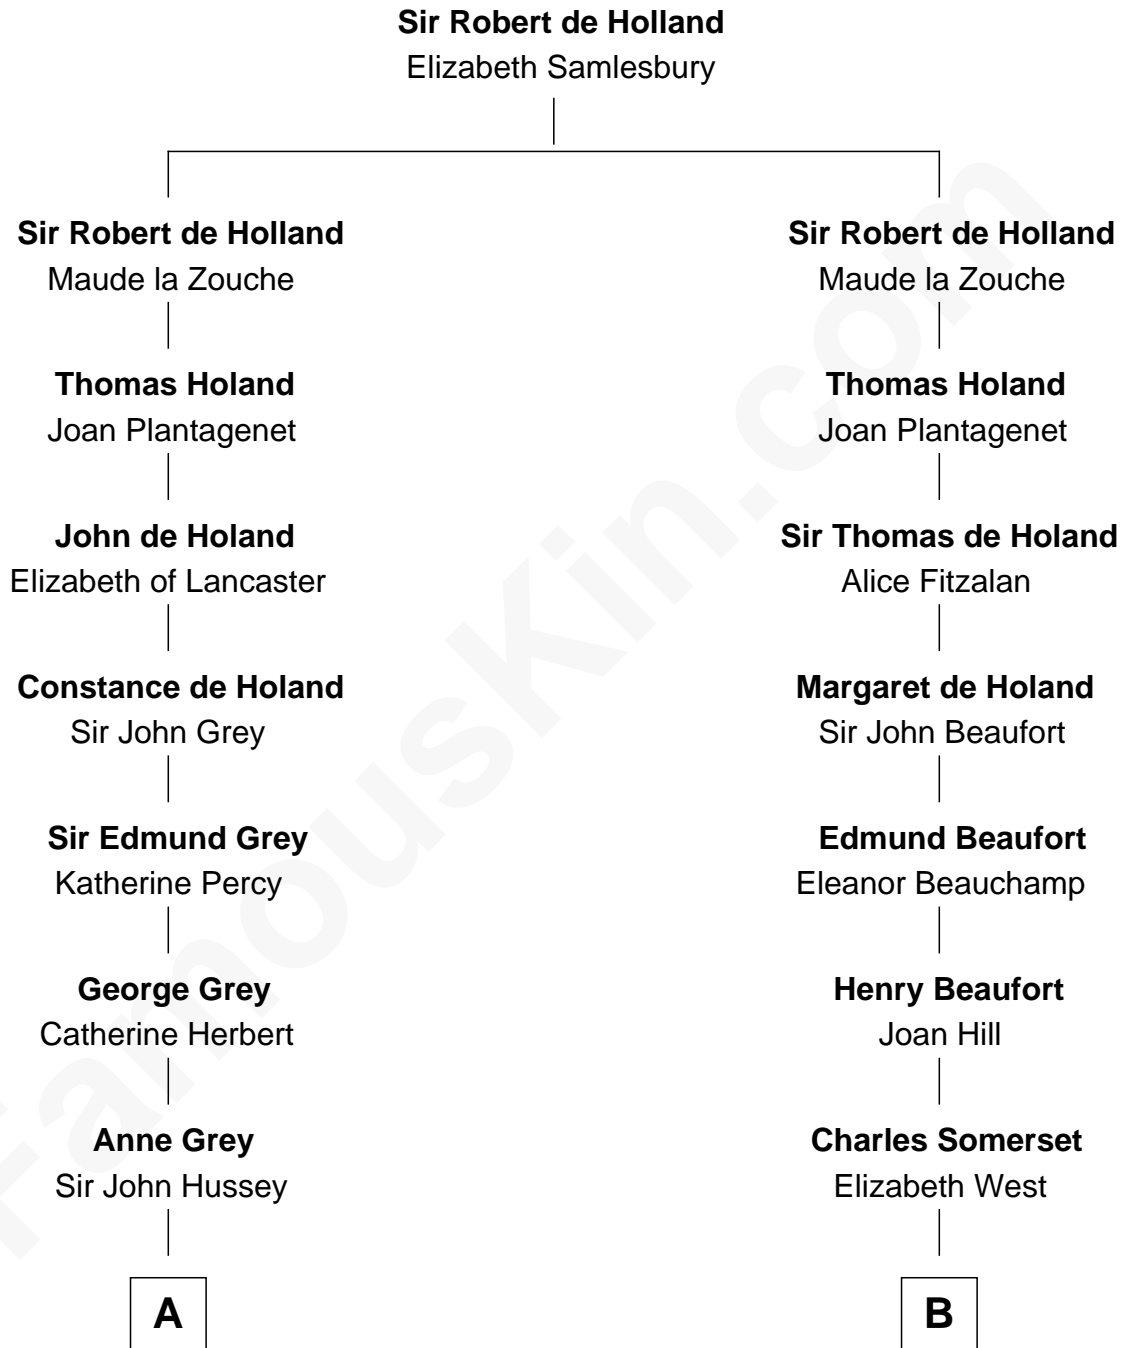 Sir Robert de Holland
Elizabeth Samlesbury
Sir Robert de Holland
Maude la Zouche
Thomas Holand
Joan Plantagenet
John de Holand
Elizabeth of Lancaster
Constance de Holand
Sir John Grey
Sir Edmund Grey
Katherine Percy
George Grey
Catherine Herbert
Anne Grey
Sir John Hussey
A
Sir Robert de Holland
Maude la Zouche
Thomas Holand
Joan Plantagenet
Sir Thomas de Holand
Alice Fitzalan
Margaret de Holand
Sir John Beaufort
Edmund Beaufort
Eleanor Beauchamp
Henry Beaufort
Joan Hill
Charles Somerset
Elizabeth West
B
FamousKin.com